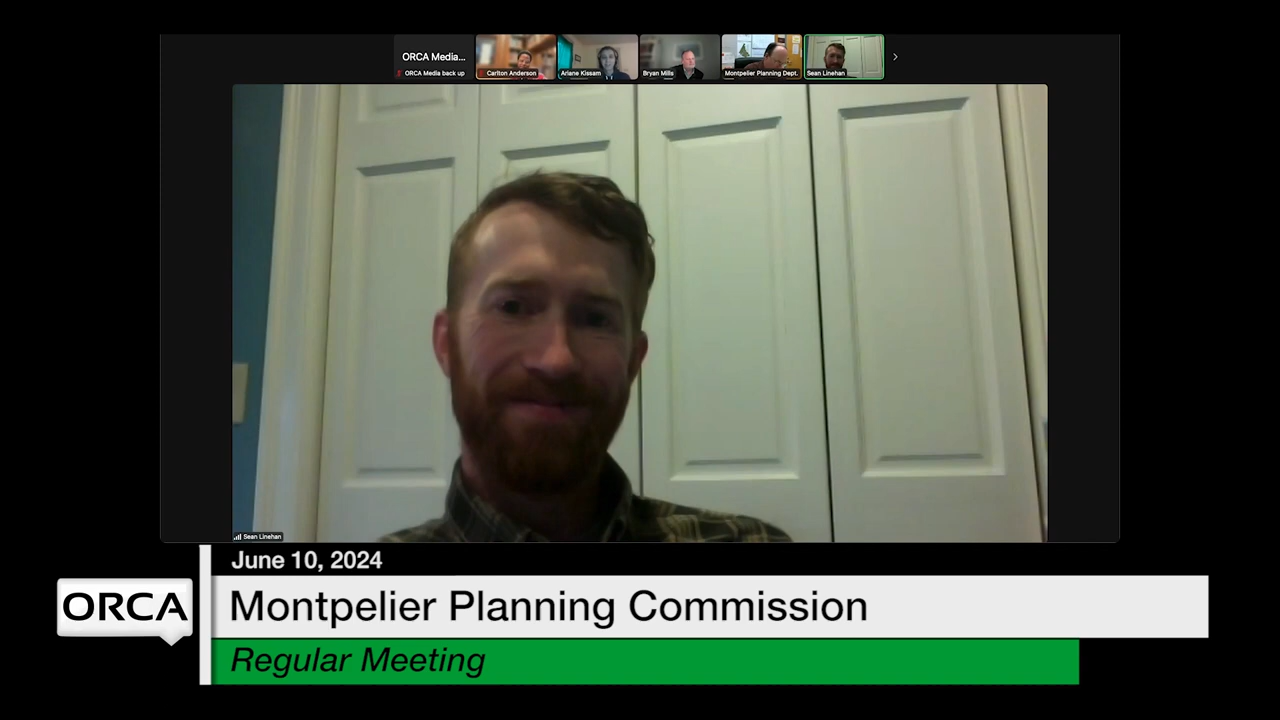 ORCA Media...
ORCA Media back up
Carlton Anderson
Ariane Kissam
Bryan Mills
Montpelier Planning Dept.
Sean Linehan
Sean Linehan
June 10, 2024
ORCA
Montpelier Planning Commission
Regular Meeting